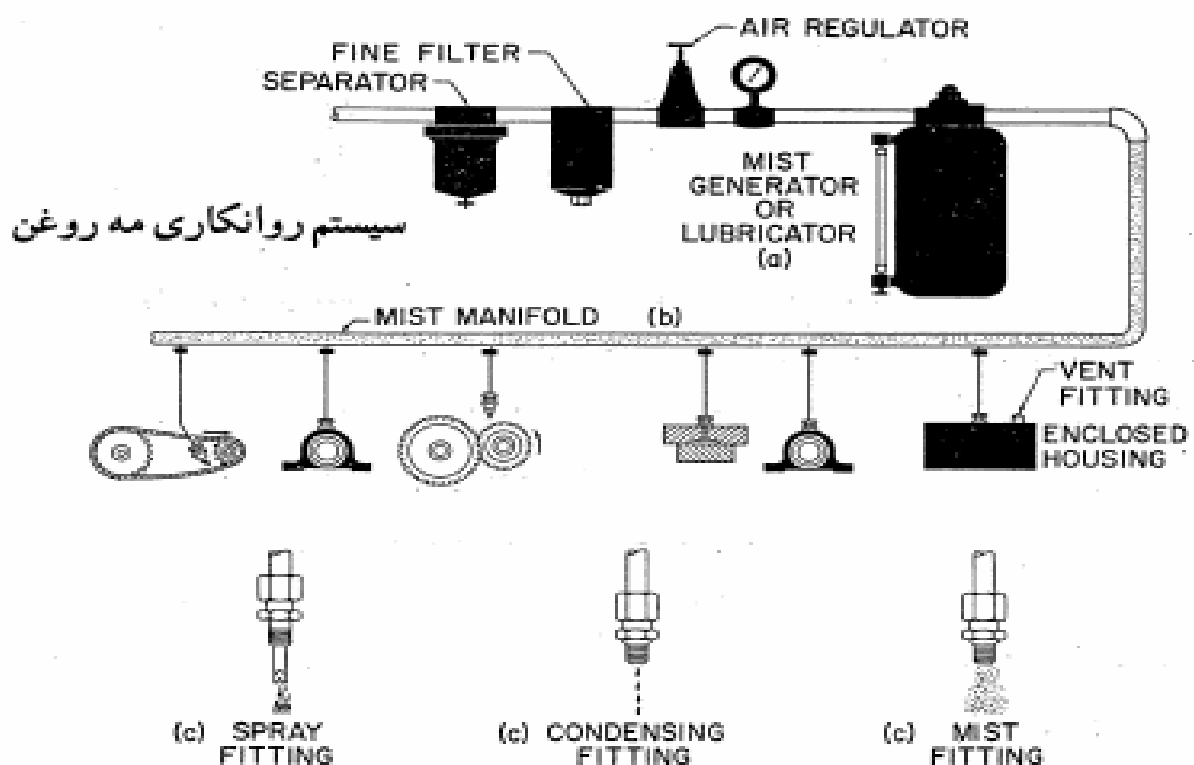 AIR REGULATOR
FINE FILTER
SEPARATOR
MIST
GENERATOR
OR
LUBRICATOR
(a)
سیستم روانکاری مه روغن
MIST MANIFOLD (b)
VENT
FITTING
ENCLOSED
HOUSING
(c) SPRAY
FITTING
(c) CONDENSING
FITTING
(c) MIST
FITTING